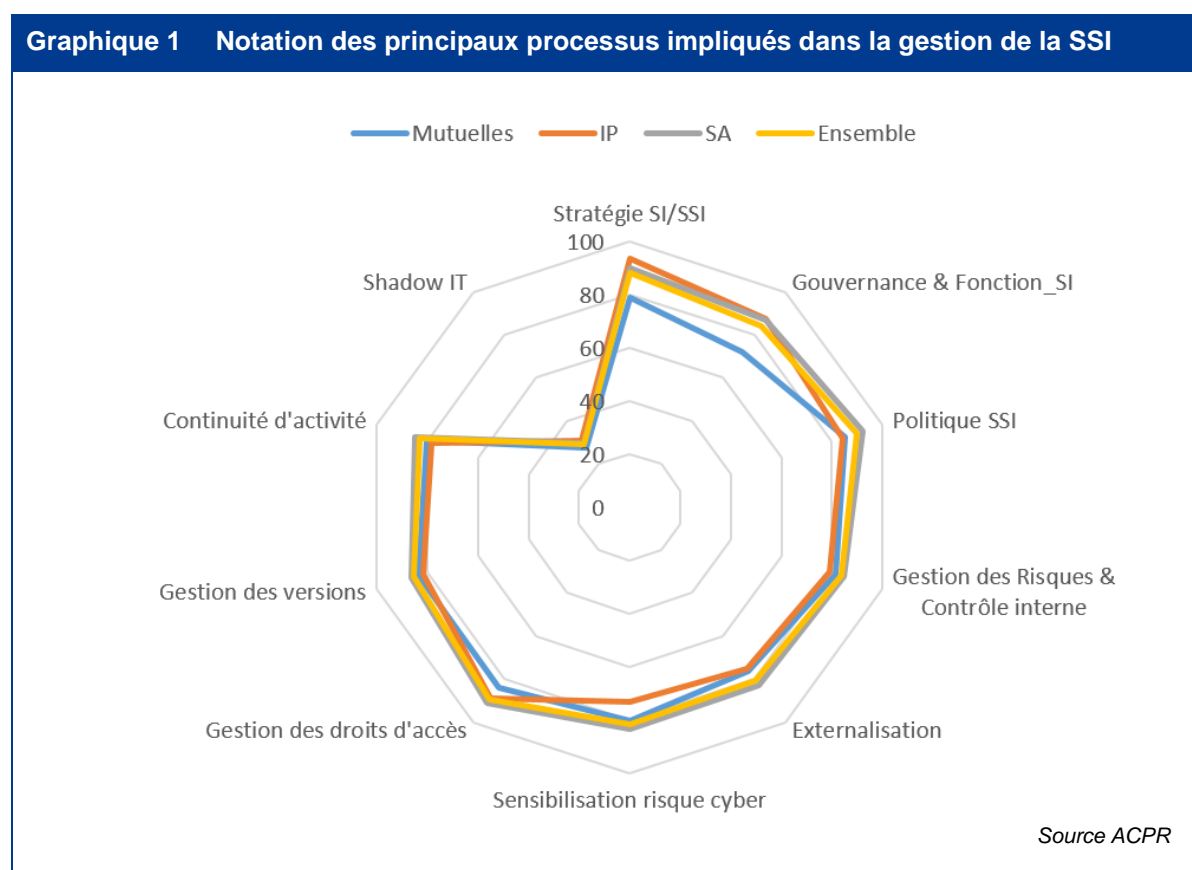 Graphique 1 Notation des principaux processus impliqués dans la gestion de la SSI
Mutuelles IP SA Ensemble
Stratégie SI/SSI
100
Shadow IT
Gouvernance & Fonction_SI
80
60
Continuité d'activité
40
Politique SSI
20
0
Gestion des versions
Gestion des Risques &
Contrôle interne
Gestion des droits d'accès
Externalisation
Sensibilisation risque cyber
Source ACPR